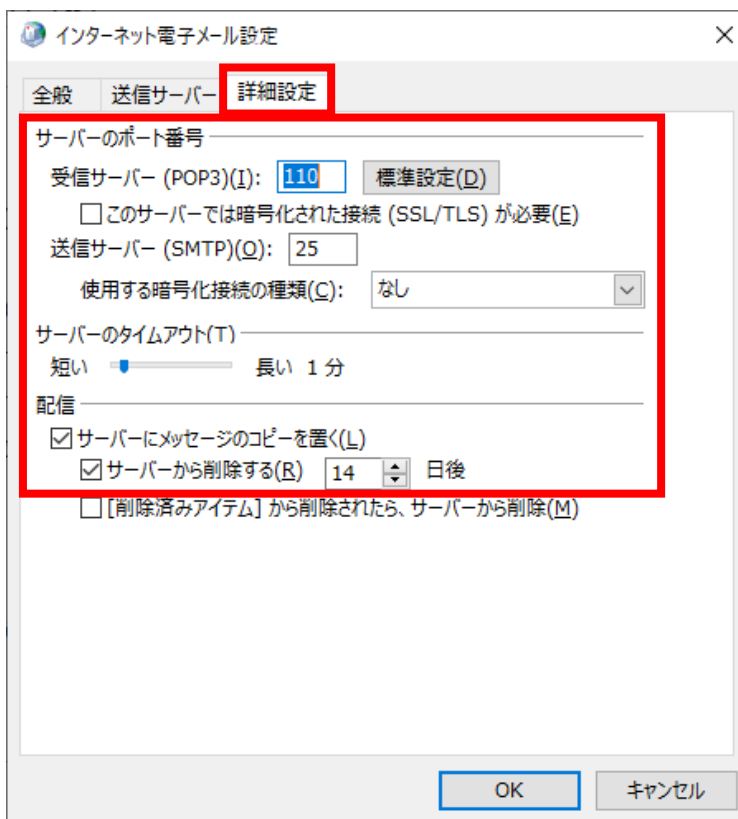 インターネット電子メール設定
全般 送信サーバー 詳細設定
サーバーのポート番号
受信サーバー (POP3)(I): 110 標準設定(D)
このサーバーでは暗号化された接続 (SSL/TLS) が必要(E)
送信サーバー (SMTP)(O): 25
使用する暗号化接続の種類(C): なし
サーバーのタイムアウト(T)
短い 長い 1 分
配信
サーバーにメッセージのコピーを置く(L)
サーバーから削除する(R) 14 日後
[削除済みアイテム] から削除されたら、サーバーから削除(M)
OK キャンセル